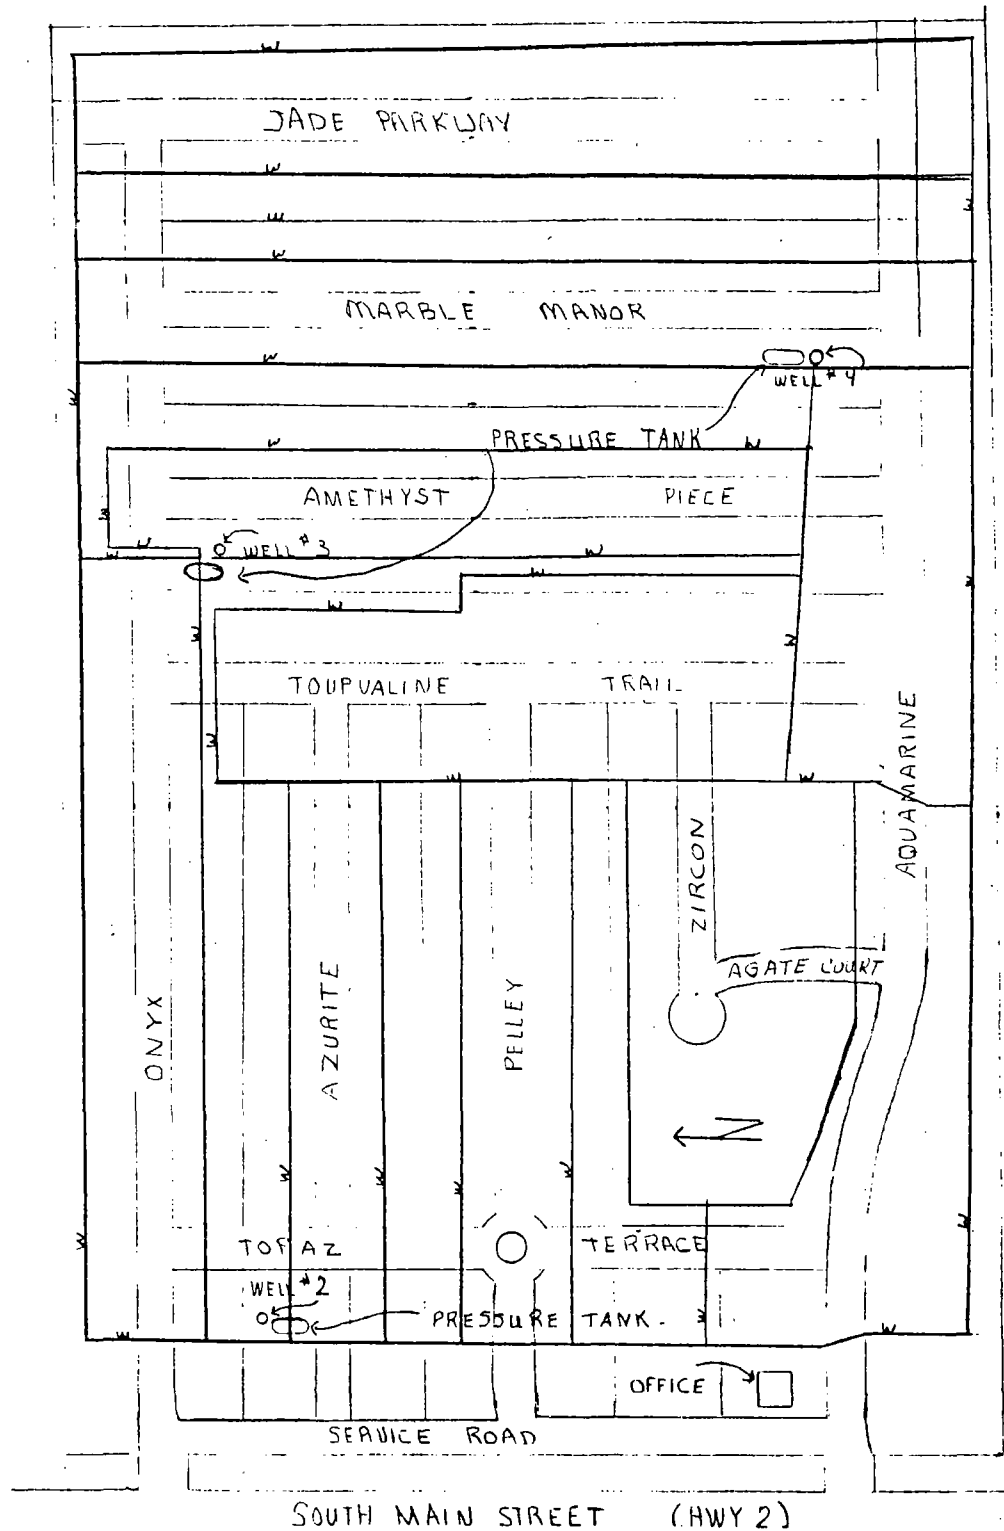 W
JADE PARKWAY
W
W
W
W
MARBLE MANOR
W
WELL #4
W
W
PRESSURE TANK
W
AMETHYST PIECE
W
W
W
WELL #3
W
W
W
W
W
W
TOUPVALINE TRAIL
W
W
W
AQUAMARINE
ZIRCON
AGATE COURT
ONYX
AZURITE
PELLEY
N
W
W
W
W
W
W
TOPAZ TERRACE
WELL #2
PRESSURE TANK.
W
W
W
OFFICE
SERVICE ROAD
SOUTH MAIN STREET (HWY 2)